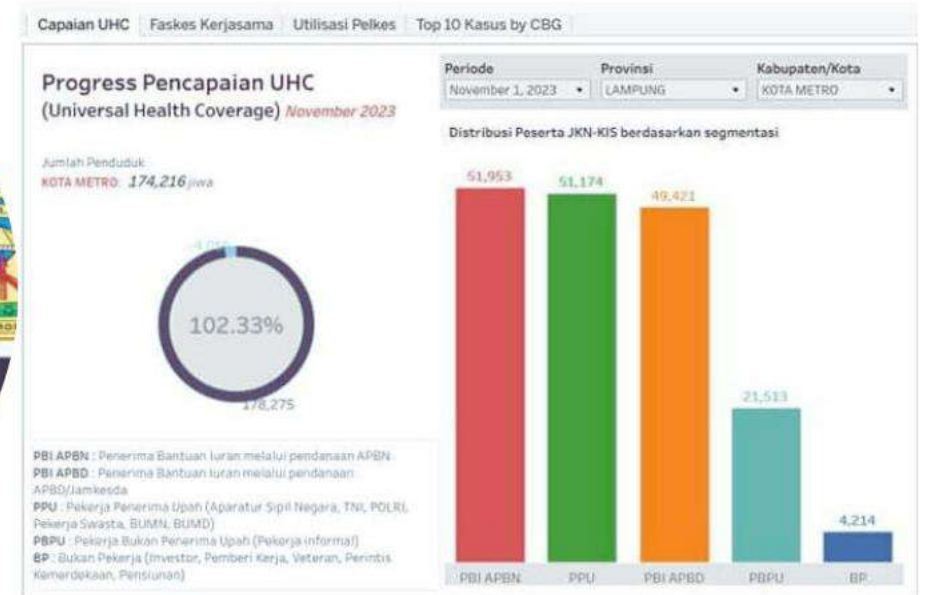 Capaian UHC Faskes Kerjasama Utilisasi Pelkes Top 10 Kasus by CBG
Progress Pencapaian UHC
(Universal Health Coverage) November 2023
Jumlah Penduduk
KOTA METRO: 174,216 jiwa
102.33%
178,275
PBI APBN : Penerima Bantuan Iuran melalui pendanaan APBN
PBI APBD : Penerima Bantuan Iuran melalui pendanaan
APBD/Jamkesda
PPU : Pekerja Penerima Upah (Aparatur Sipil Negara, TNI, POLRI,
Pekerja Swasta, BUMN, BUMD)
PBPU : Pekerja Bukan Penerima Upah (Pekerja informal)
BP : Bukan Pekerja (Investor, Pemberi Kerja, Veteran, Perintis
Kemerdekaan, Pensiunan)
Periode Provinsi Kabupaten/Kota
November 1, 2023 LAMPUNG KOTA METRO
Distribusi Peserta JKN-KIS berdasarkan segmentasi
51,953 51,174 49,421 21,513 4,214
PBI APBN PPU PBI APBD PBPU BP